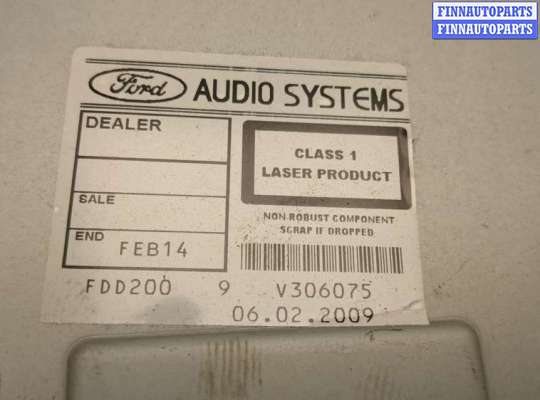 FINNAUTOPARTS
FINNAUTOPARTS
Ford AUDIO SYSTEMS
DEALER
SALE
END FEB14
CLASS 1
LASER PRODUCT
NON-ROBUST COMPONENT
SCRAP IF DROPPED
FDD200 9 V306075
06.02.2009